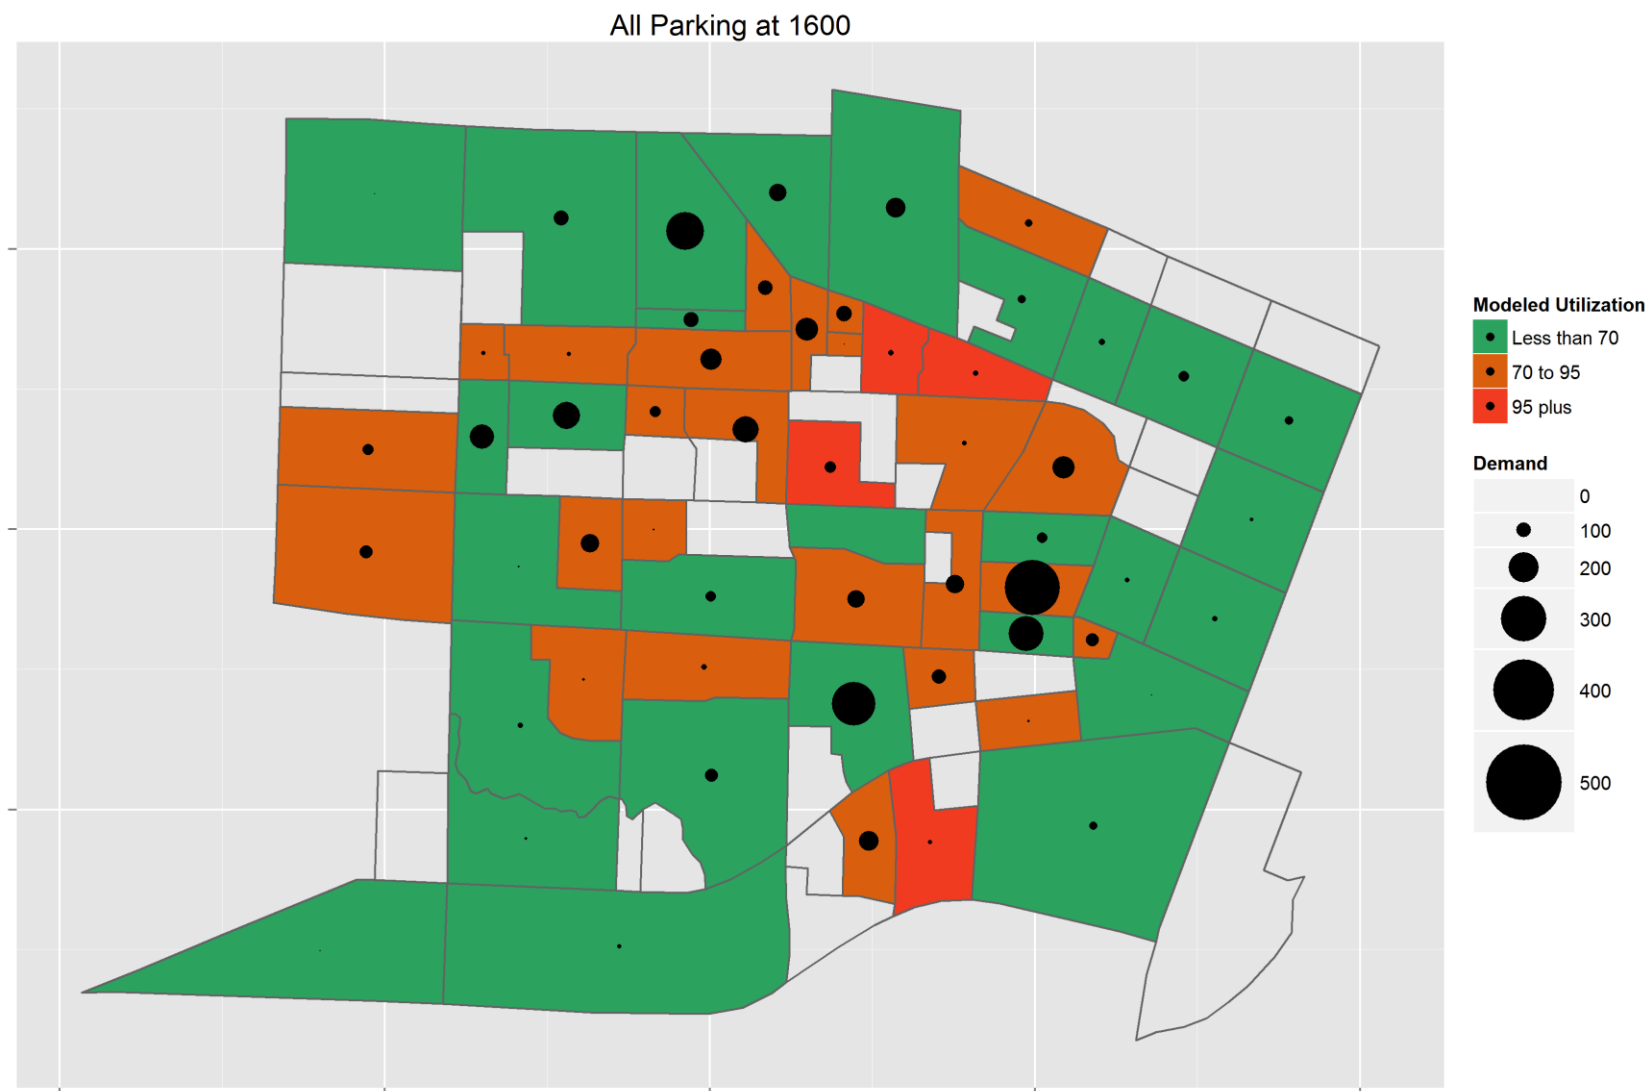 All Parking at 1600
Modeled Utilization
Less than 70
70 to 95
95 plus
Demand
0
100
200
300
400
500